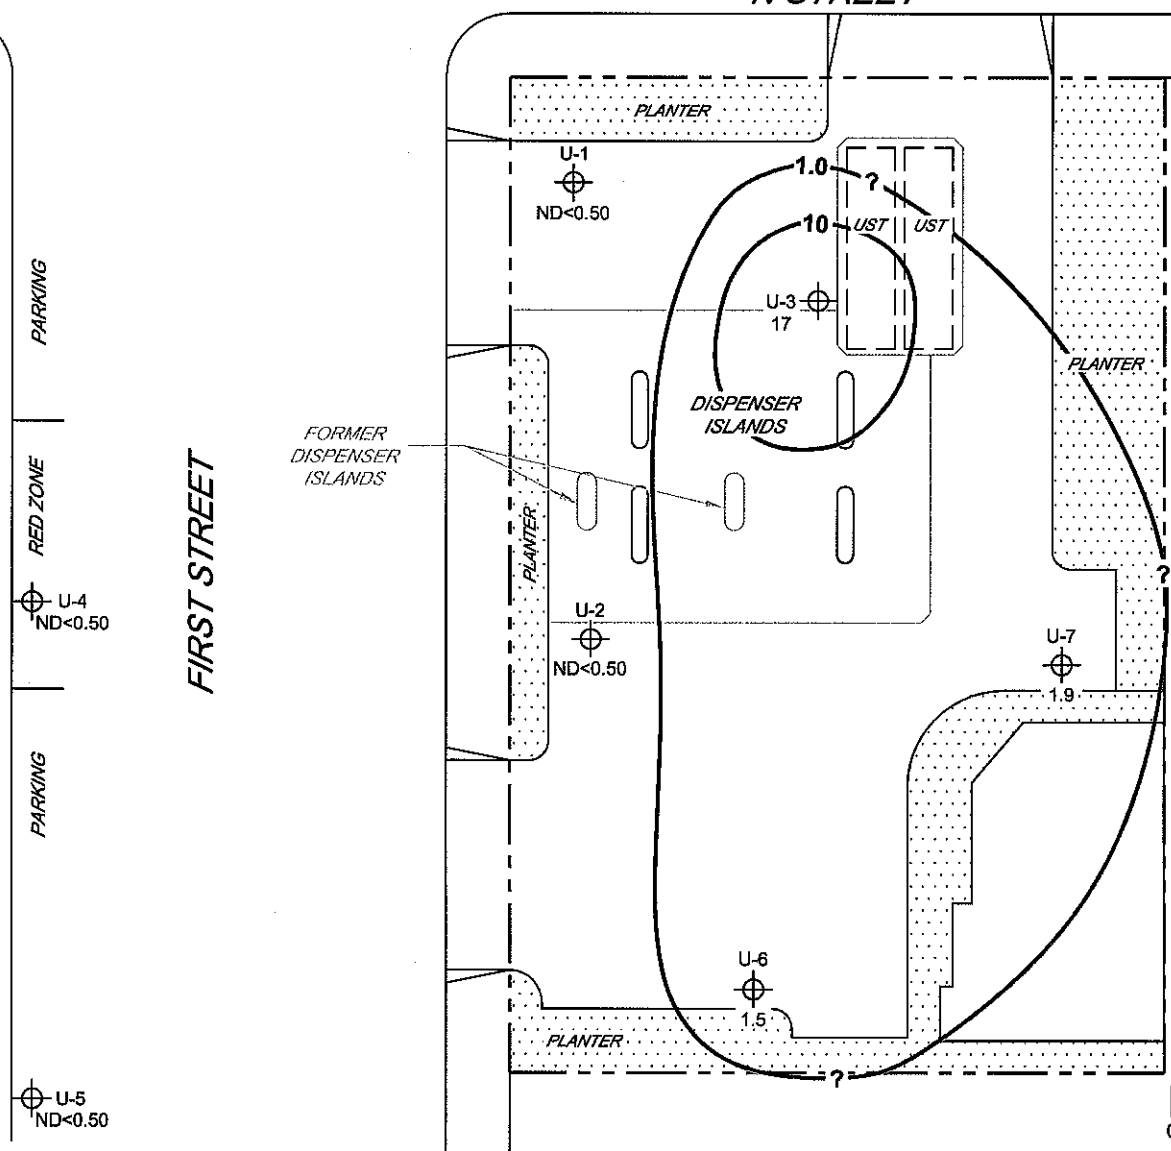 PLANTER
U-1
ND<0.50
1.0
?
10
UST
UST
U-3
17
PARKING
PLANTER
DISPENSER
ISLANDS
FORMER
DISPENSER
ISLANDS
RED ZONE
FIRST STREET
PLANTER
?
U-4
ND<0.50
U-2
ND<0.50
U-7
1.9
PARKING
U-6
1.5
PLANTER
?
U-5
ND<0.50